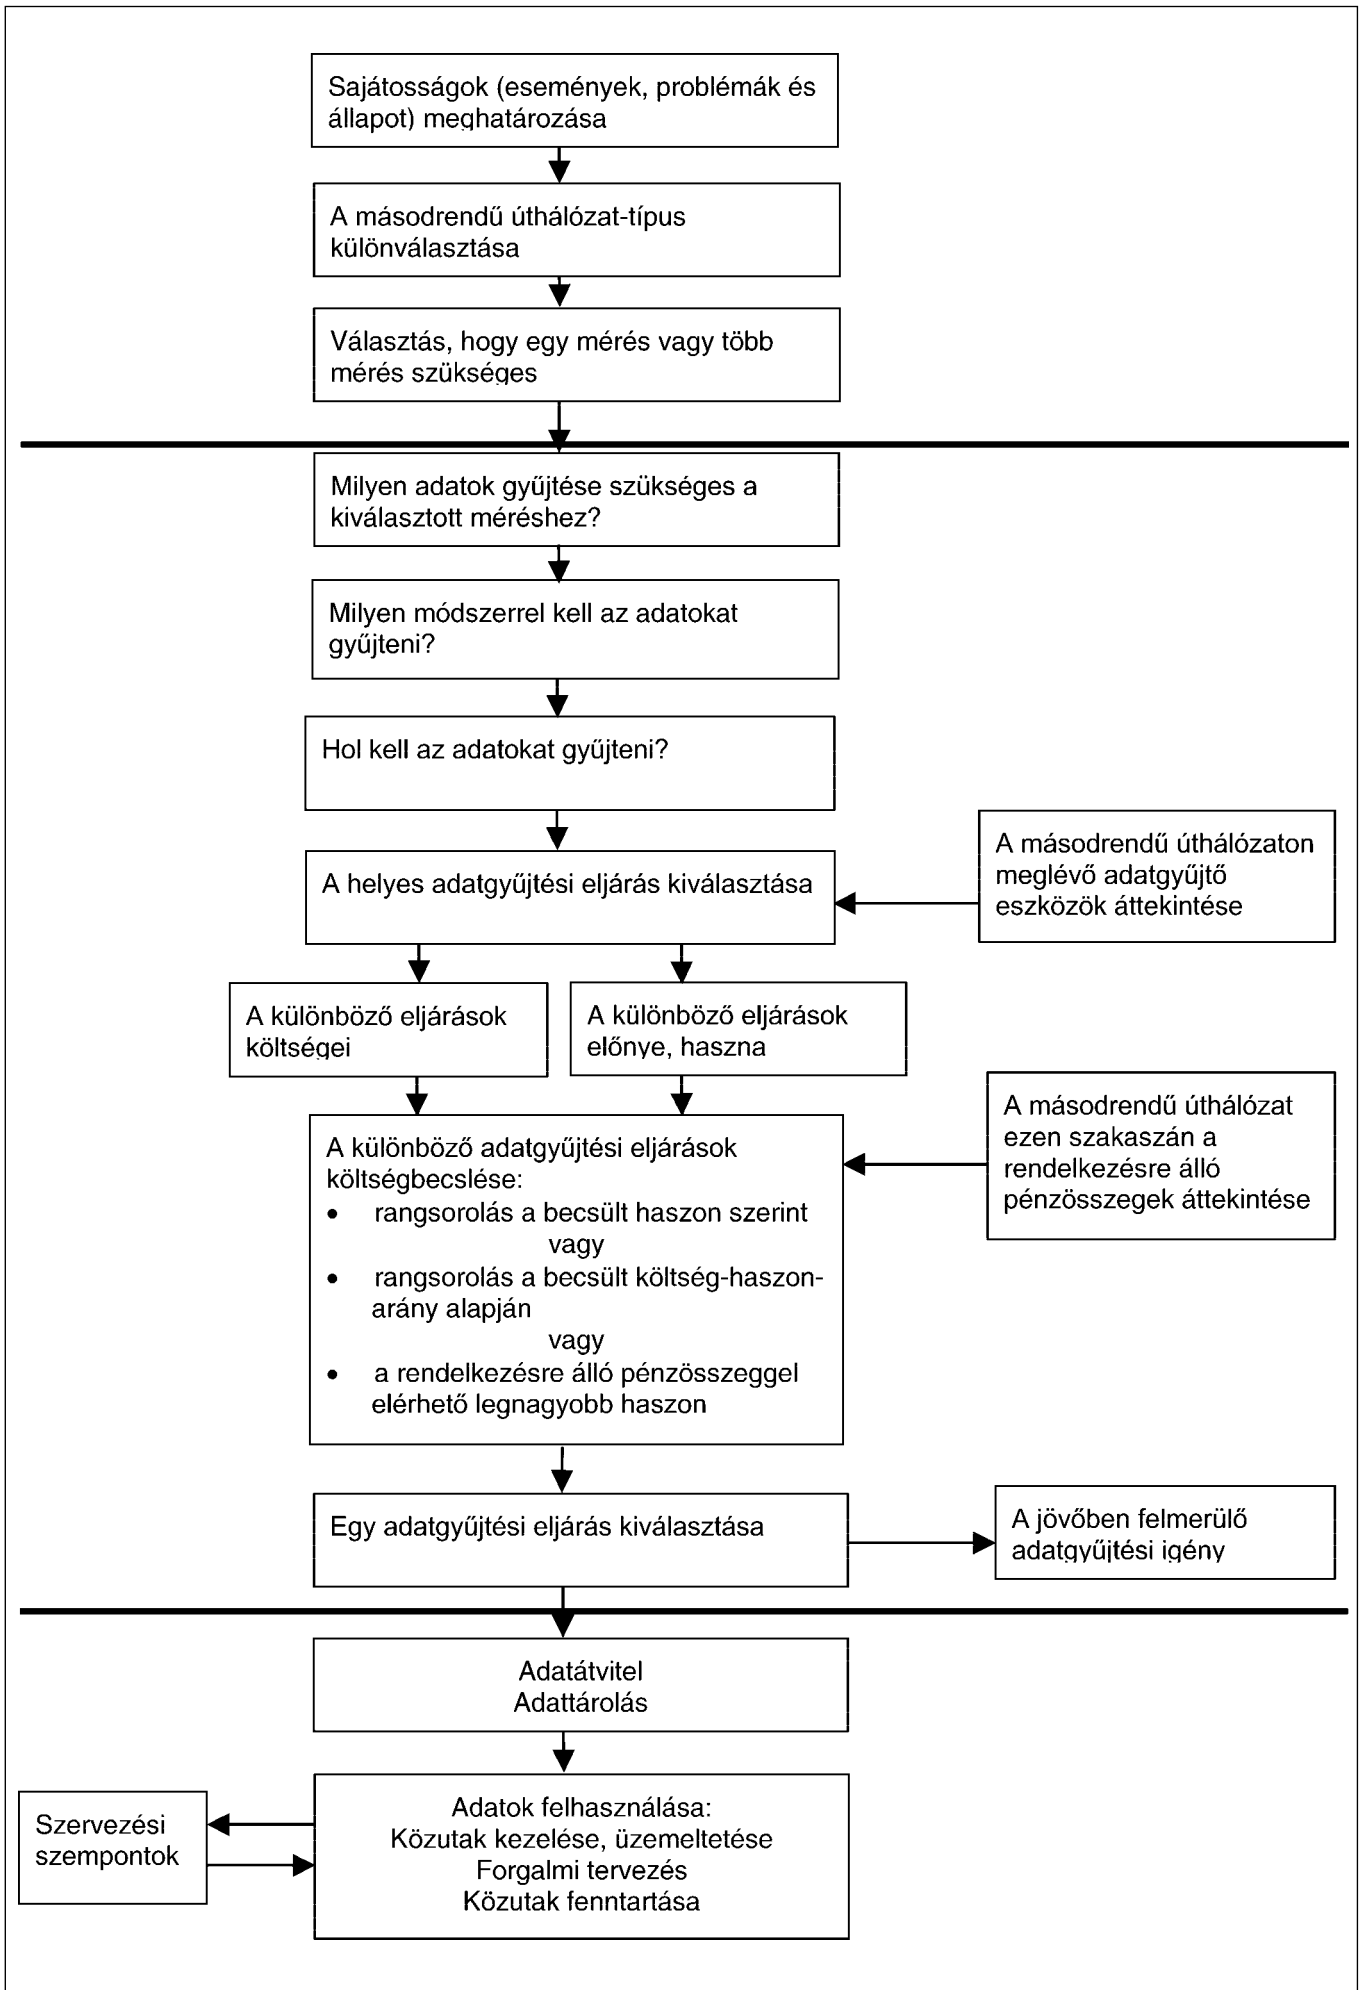 Sajátosságok (események, problémák és
állapot) meghatározása
A másodrendű úthálózat-típus
különválasztása
Választás, hogy egy mérés vagy több
mérés szükséges
Milyen adatok gyűjtése szükséges a
kiválasztott méréshez?
Milyen módszerrel kell az adatokat
gyűjteni?
Hol kell az adatokat gyűjteni?
A helyes adatgyűjtési eljárás kiválasztása
A másodrendű úthálózaton
meglévő adatgyűjtő
eszközök áttekintése
A különböző eljárások
költségei
A különböző eljárások
előnye, haszna
A különböző adatgyűjtési eljárások
költségbecslése:
• rangsorolás a becsült haszon szerint
vagy
• rangsorolás a becsült költség-haszon-
arány alapján
vagy
• a rendelkezésre álló pénzösszeggel
elérhető legnagyobb haszon
A másodrendű úthálózat
ezen szakaszán a
rendelkezésre álló
pénzösszegek áttekintése
Egy adatgyűjtési eljárás kiválasztása
A jövőben felmerülő
adatgyűjtési igény
Adatátvitel
Adattárolás
Szervezési
szempontok
Adatok felhasználása:
Közutak kezelése, üzemeltetése
Forgalmi tervezés
Közutak fenntartása